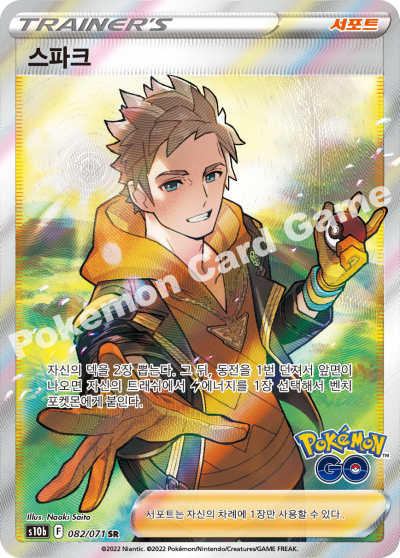 TRAINER'S
서포트
스파크
Pokémon Card Game
자신의 덱을 2장 뽑는다. 그 뒤, 동전을 1번 던져서 앞면이
나오면 자신의 트래쉬에서 에너지를 1장 선택해서 벤치
포켓몬에게 붙인다.
Pokémon
GO
TM
Illus. Naoki Saito
s10b F 082/071 SR
서포트는 자신의 차례에 1장만 사용할 수 있다.
©2022 Niantic. ©2022 Pokémon/Nintendo/Creatures/GAME FREAK.